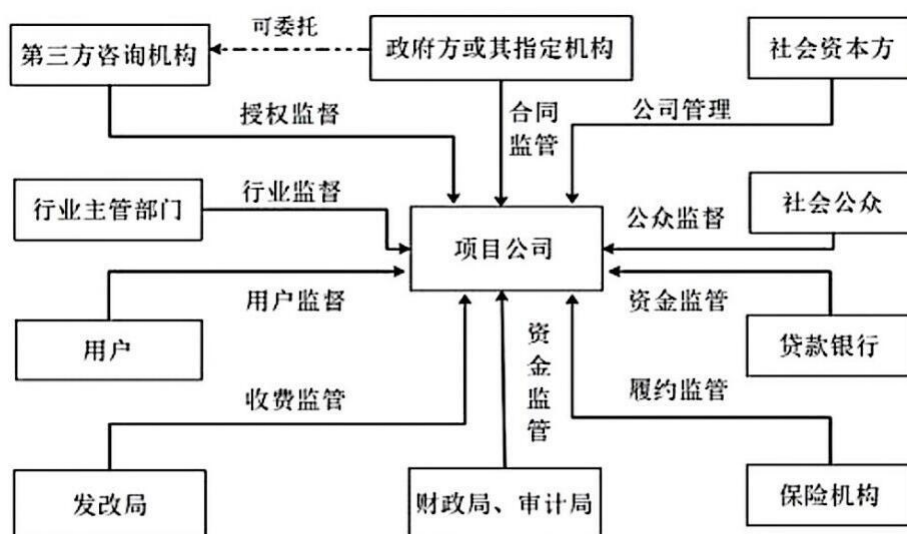 可委托
第三方咨询机构
政府方或其指定机构
社会资本方
授权监督
合同
监管
公司管理
行业主管部门
行业监督
项目公司
公众监督
社会公众
用户监督
资金监管
用户
资
金
监
管
贷款银行
收费监管
履约监管
发改局
财政局、审计局
保险机构